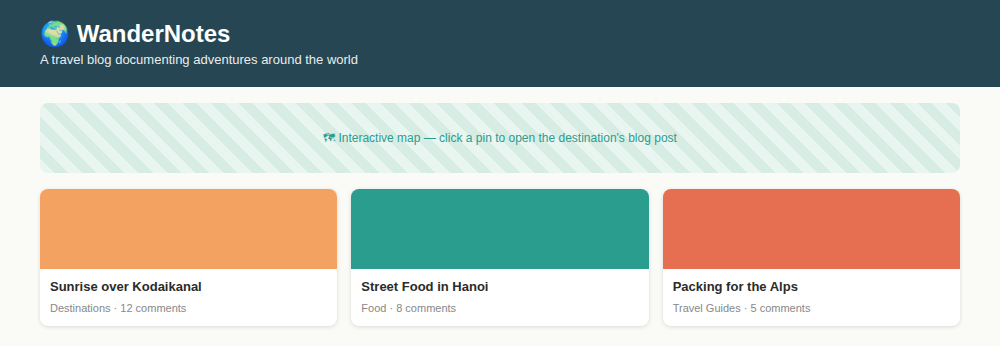 🌍 WanderNotes
A travel blog documenting adventures around the world
🗺 Interactive map — click a pin to open the destination's blog post
Sunrise over Kodaikanal
Destinations · 12 comments
Street Food in Hanoi
Food · 8 comments
Packing for the Alps
Travel Guides · 5 comments